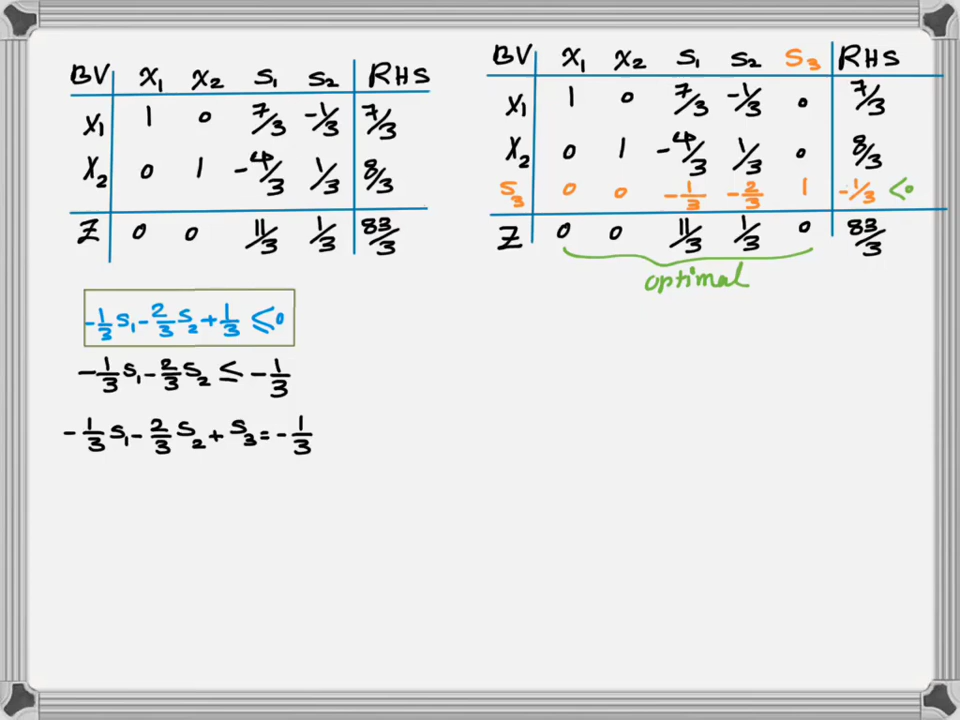 BV X₁ X₂ S₁ S₂ RHS
X₁ 1 0 7/3 -1/3 7/3
X₂ 0 1 -4/3 1/3 8/3
Z 0 0 11/3 1/3 83/3
-1/3 S₁ - 2/3 S₂ + 1/3 ≤ 0
-1/3 S₁ - 2/3 S₂ ≤ -1/3
-1/3 S₁ - 2/3 S₂ + S₃ = -1/3
BV X₁ X₂ S₁ S₂ S₃ RHS
X₁ 1 0 7/3 -1/3 0 7/3
X₂ 0 1 -4/3 1/3 0 8/3
S₃ 0 0 -1/3 -2/3 1 -1/3 <0
Z 0 0 11/3 1/3 0 83/3
optimal